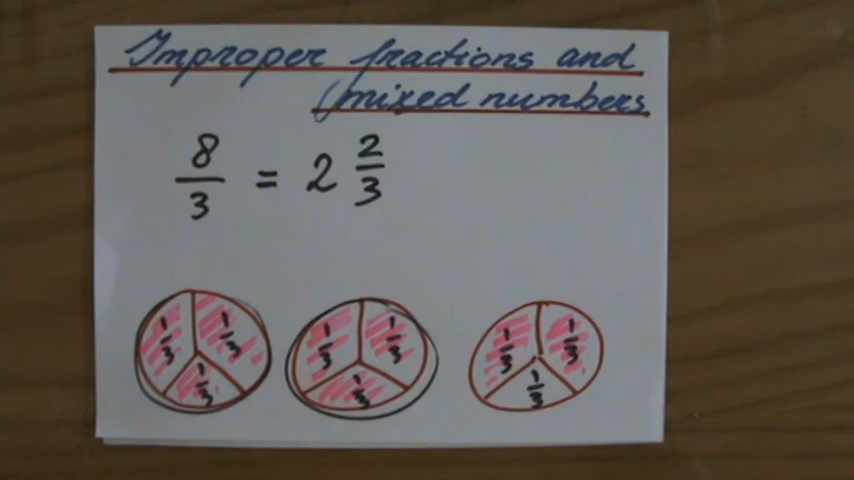 Improper fractions and
mixed numbers
8/3 = 2 2/3
1/3 1/3 1/3 1/3 1/3 1/3
1/3 1/3 1/3